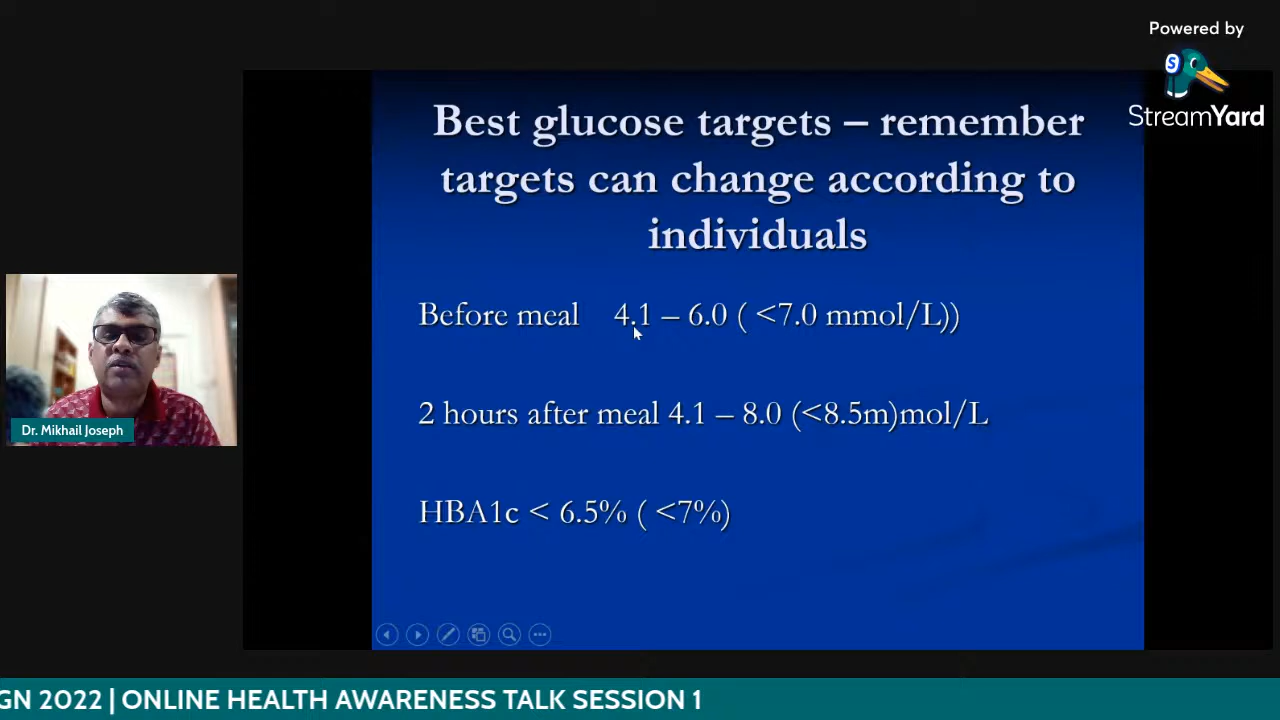 Powered by
StreamYard
Best glucose targets – remember
targets can change according to
individuals
Before meal 4.1 – 6.0 ( <7.0 mmol/L))
2 hours after meal 4.1 – 8.0 (<8.5m)mol/L
HBA1c < 6.5% ( <7%)
Dr. Mikhail Joseph
GN 2022 | ONLINE HEALTH AWARENESS TALK SESSION 1